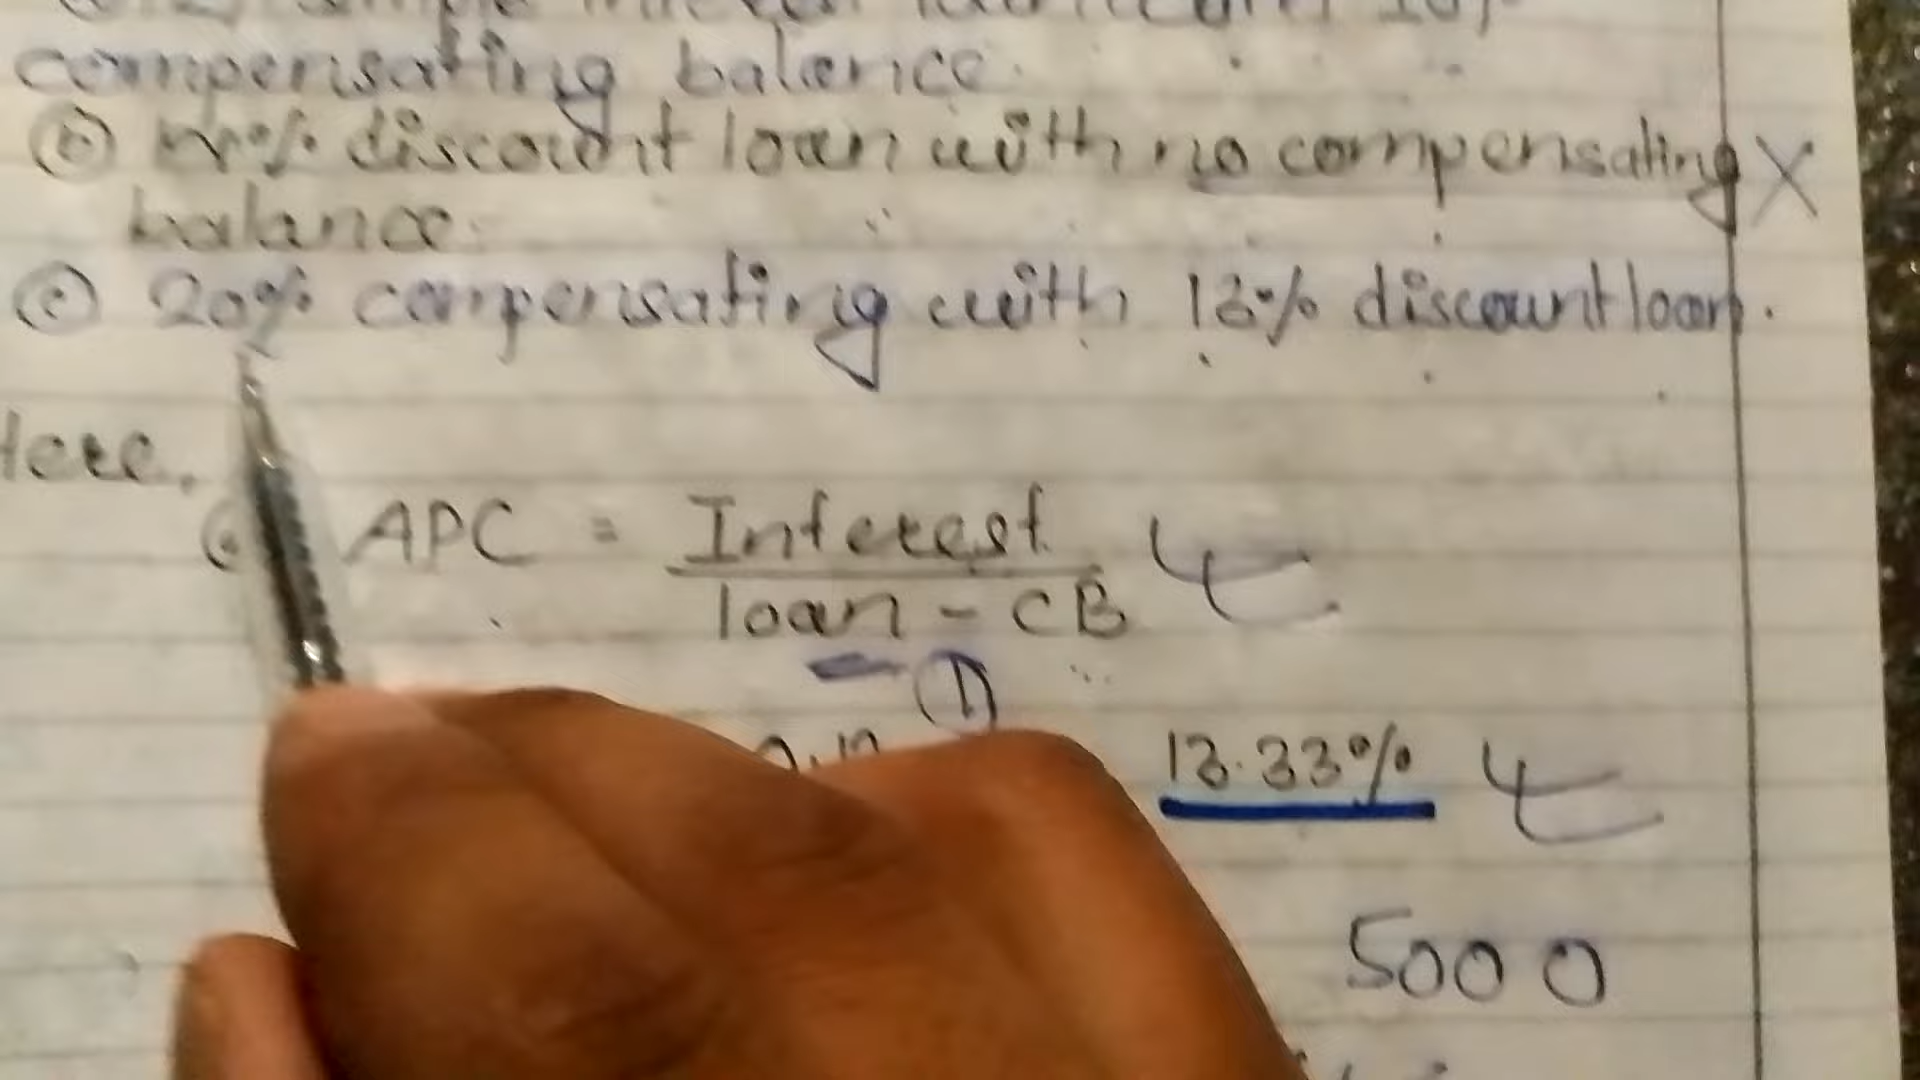 compensating balance.
ⓑ discount loan with no compensating X
balance.
ⓒ 20% compensating with 13% discount loan.
Here,
APC = Interest
loan - CB
①
13.33%
5000